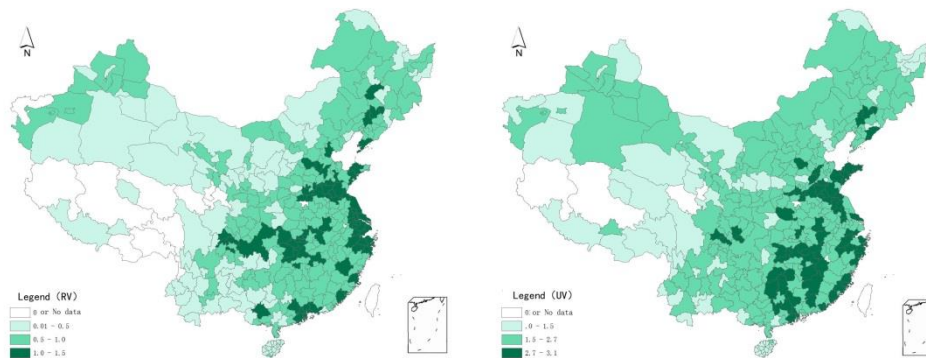 N
Legend (RV)
0 or No data
0.01 - 0.5
0.5 - 1.0
1.0 - 1.5
N
Legend (UV)
0 or No data
.0 - 1.5
1.5 - 2.7
2.7 - 3.1